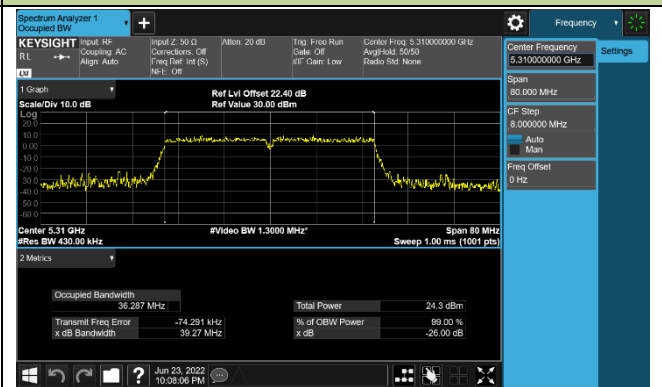 Spectrum Analyzer 1
Occupied BW
+
Frequency
KEYSIGHT
RL
LXI
Input: RF
Coupling: AC
Align: Auto
Input Z: 50 Ω
Corrections: Off
Freq Ref: Int (S)
NFE: Off
Atten: 20 dB
Trig: Free Run
Gate: Off
#IF Gain: Low
Center Freq: 5.310000000 GHz
Avg|Hold: 50/50
Radio Std: None
Center Frequency
5.310000000 GHz
Settings
Span
80.000 MHz
CF Step
8.000000 MHz
Auto
Man
Freq Offset
0 Hz
1 Graph
Scale/Div 10.0 dB
Ref Lvl Offset 22.40 dB
Ref Value 30.00 dBm
Log
20.0
10.0
0.00
-10.0
-20.0
-30.0
-40.0
-50.0
-60.0
Center 5.31 GHz
#Res BW 430.00 kHz
#Video BW 1.3000 MHz*
Span 80 MHz
Sweep 1.00 ms (1001 pts)
2 Metrics
Occupied Bandwidth
36.287 MHz
Total Power 24.3 dBm
Transmit Freq Error -74.291 kHz
% of OBW Power 99.00 %
x dB Bandwidth 39.27 MHz
x dB -26.00 dB
?
Jun 23, 2022
10:08:06 PM